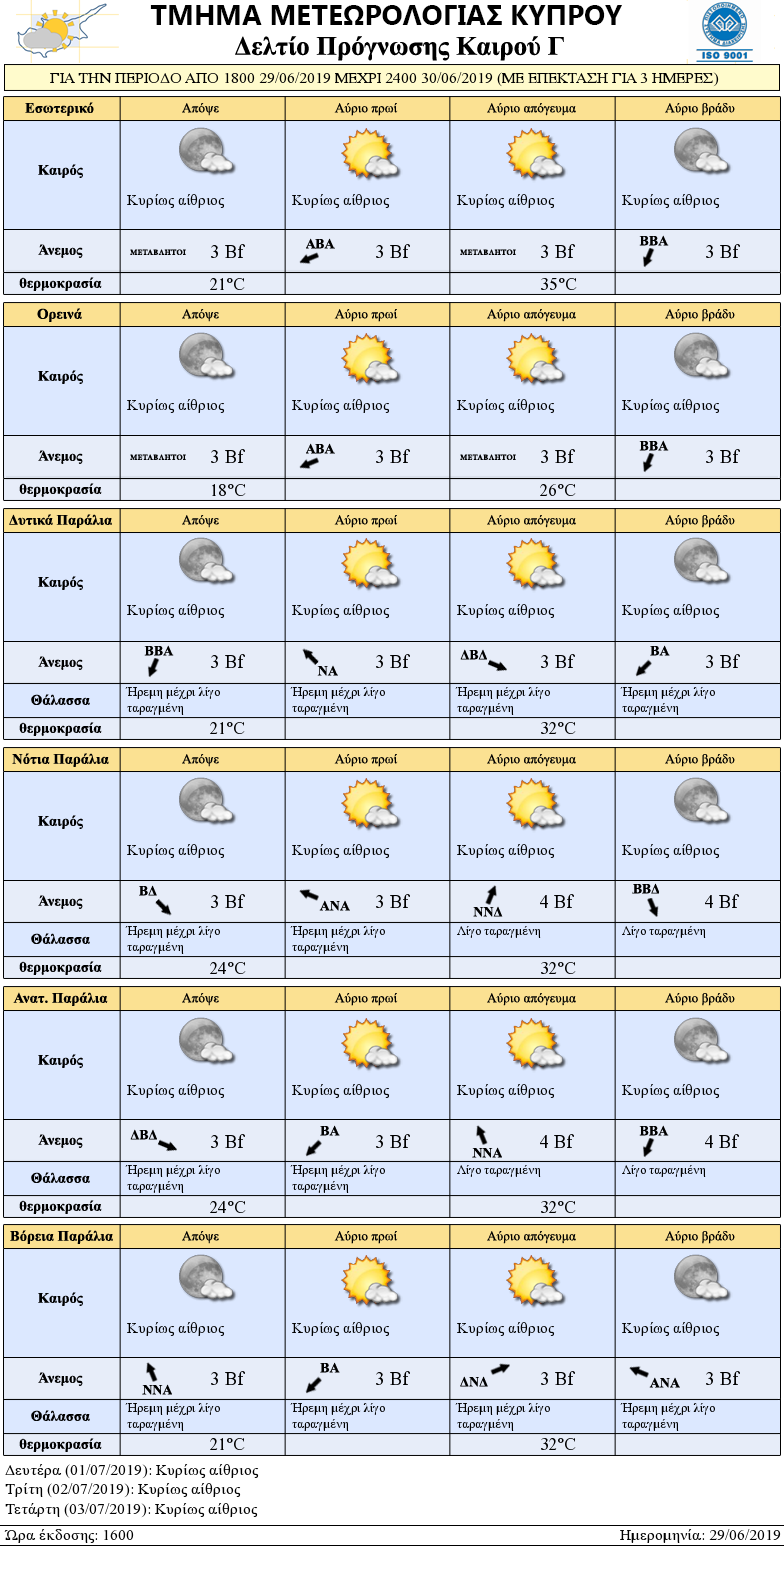 ΤΜΗΜΑ ΜΕΤΕΩΡΟΛΟΓΙΑΣ ΚΥΠΡΟΥ
Δελτίο Πρόγνωσης Καιρού Γ
ISO 9001
ΓΙΑ ΤΗΝ ΠΕΡΙΟΔΟ ΑΠΟ 1800 29/06/2019 ΜΕΧΡΙ 2400 30/06/2019 (ΜΕ ΕΠΕΚΤΑΣΗ ΓΙΑ 3 ΗΜΕΡΕΣ)
Εσωτερικό Απόψε Αύριο πρωί Αύριο απόγευμα Αύριο βράδυ
Καιρός Κυρίως αίθριος Κυρίως αίθριος Κυρίως αίθριος Κυρίως αίθριος
Άνεμος ΜΕΤΑΒΛΗΤΟΙ 3 Bf ΑΒΑ 3 Bf ΜΕΤΑΒΛΗΤΟΙ 3 Bf ΒΒΑ 3 Bf
θερμοκρασία 21°C 35°C
Ορεινά Απόψε Αύριο πρωί Αύριο απόγευμα Αύριο βράδυ
Καιρός Κυρίως αίθριος Κυρίως αίθριος Κυρίως αίθριος Κυρίως αίθριος
Άνεμος ΜΕΤΑΒΛΗΤΟΙ 3 Bf ΑΒΑ 3 Bf ΜΕΤΑΒΛΗΤΟΙ 3 Bf ΒΒΑ 3 Bf
θερμοκρασία 18°C 26°C
Δυτικά Παράλια Απόψε Αύριο πρωί Αύριο απόγευμα Αύριο βράδυ
Καιρός Κυρίως αίθριος Κυρίως αίθριος Κυρίως αίθριος Κυρίως αίθριος
Άνεμος ΒΒΑ 3 Bf ΝΑ 3 Bf ΔΒΔ 3 Bf ΒΑ 3 Bf
Θάλασσα Ήρεμη μέχρι λίγο ταραγμένη Ήρεμη μέχρι λίγο ταραγμένη Ήρεμη μέχρι λίγο ταραγμένη Ήρεμη μέχρι λίγο ταραγμένη
θερμοκρασία 21°C 32°C
Νότια Παράλια Απόψε Αύριο πρωί Αύριο απόγευμα Αύριο βράδυ
Καιρός Κυρίως αίθριος Κυρίως αίθριος Κυρίως αίθριος Κυρίως αίθριος
Άνεμος ΒΔ 3 Bf ΑΝΑ 3 Bf ΝΝΔ 4 Bf ΒΒΔ 4 Bf
Θάλασσα Ήρεμη μέχρι λίγο ταραγμένη Ήρεμη μέχρι λίγο ταραγμένη Λίγο ταραγμένη Λίγο ταραγμένη
θερμοκρασία 24°C 32°C
Ανατ. Παράλια Απόψε Αύριο πρωί Αύριο απόγευμα Αύριο βράδυ
Καιρός Κυρίως αίθριος Κυρίως αίθριος Κυρίως αίθριος Κυρίως αίθριος
Άνεμος ΔΒΔ 3 Bf ΒΑ 3 Bf ΝΝΑ 4 Bf ΒΒΑ 4 Bf
Θάλασσα Ήρεμη μέχρι λίγο ταραγμένη Ήρεμη μέχρι λίγο ταραγμένη Λίγο ταραγμένη Λίγο ταραγμένη
θερμοκρασία 24°C 32°C
Βόρεια Παράλια Απόψε Αύριο πρωί Αύριο απόγευμα Αύριο βράδυ
Καιρός Κυρίως αίθριος Κυρίως αίθριος Κυρίως αίθριος Κυρίως αίθριος
Άνεμος ΝΝΑ 3 Bf ΒΑ 3 Bf ΔΝΔ 3 Bf ΑΝΑ 3 Bf
Θάλασσα Ήρεμη μέχρι λίγο ταραγμένη Ήρεμη μέχρι λίγο ταραγμένη Ήρεμη μέχρι λίγο ταραγμένη Ήρεμη μέχρι λίγο ταραγμένη
θερμοκρασία 21°C 32°C
Δευτέρα (01/07/2019): Κυρίως αίθριος
Τρίτη (02/07/2019): Κυρίως αίθριος
Τετάρτη (03/07/2019): Κυρίως αίθριος
Ώρα έκδοσης: 1600 Ημερομηνία: 29/06/2019